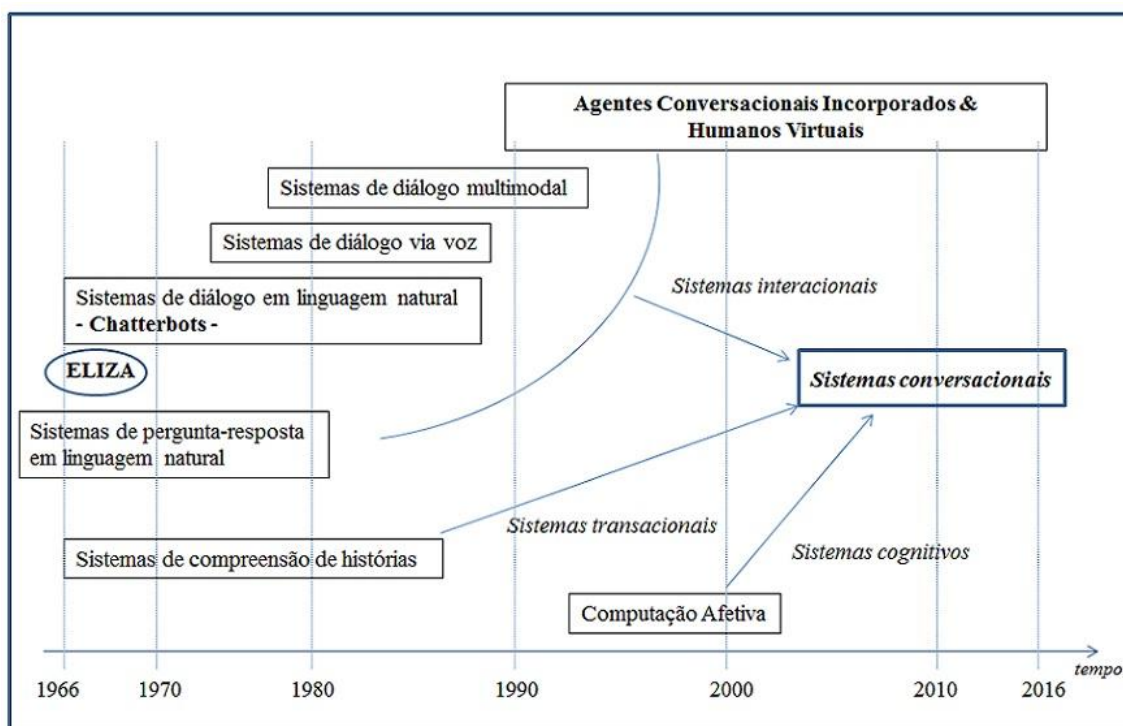 Agentes Conversacionais Incorporados &
Humanos Virtuais
Sistemas de diálogo multimodal
Sistemas de diálogo via voz
Sistemas de diálogo em linguagem natural
- Chatterbots -
Sistemas interacionais
ELIZA
Sistemas conversacionais
Sistemas de pergunta-resposta
em linguagem natural
Sistemas transacionais
Sistemas de compreensão de histórias
Sistemas cognitivos
Computação Afetiva
tempo
1966 1970 1980 1990 2000 2010 2016